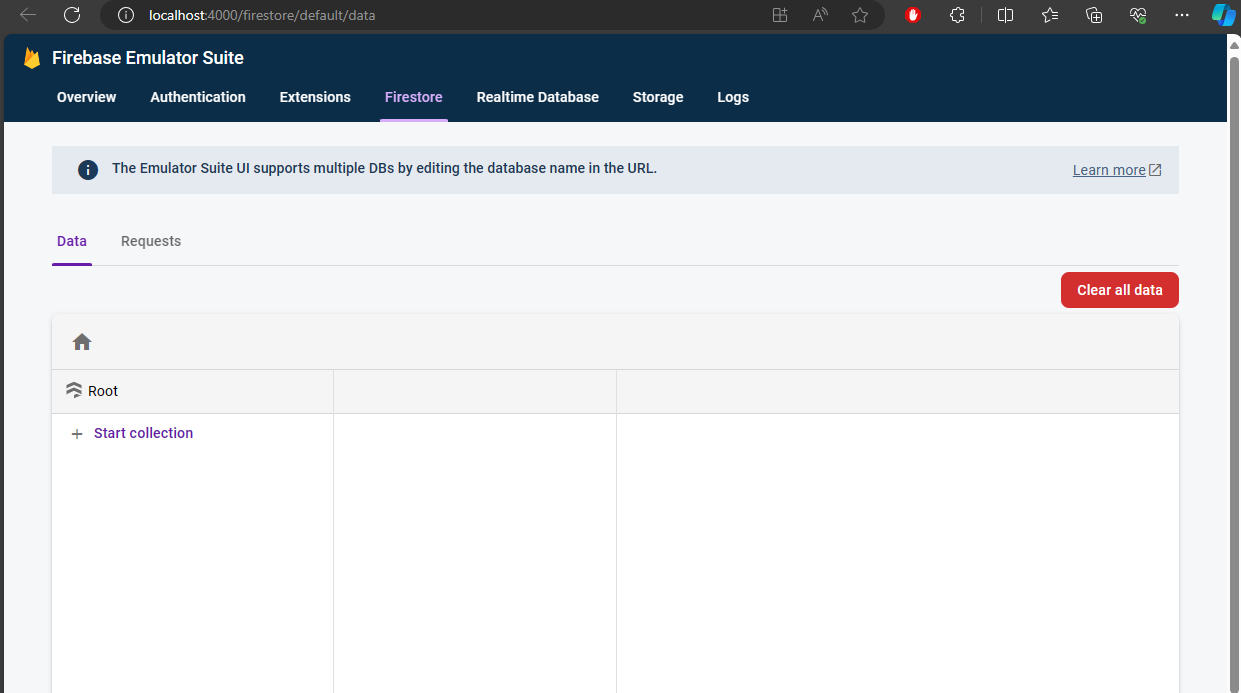 localhost:4000/firestore/default/data
Firebase Emulator Suite
Overview Authentication Extensions Firestore Realtime Database Storage Logs
The Emulator Suite UI supports multiple DBs by editing the database name in the URL. Learn more
Data Requests
Clear all data
Root
Start collection